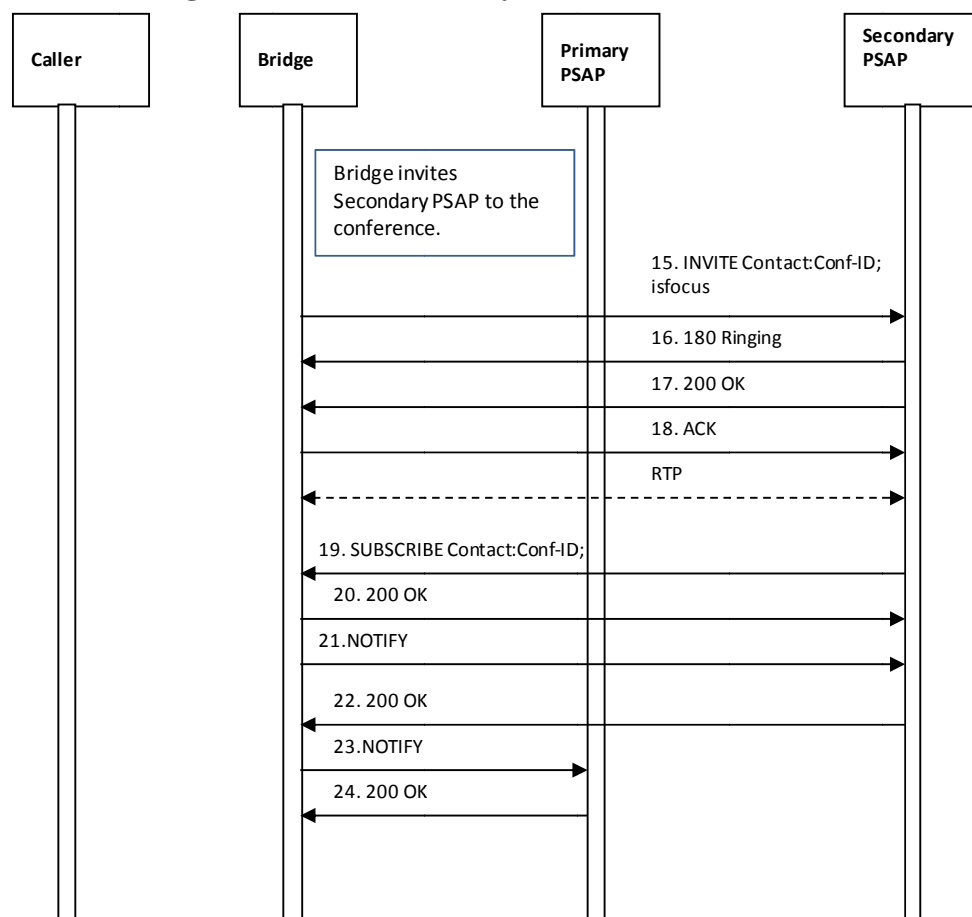 Caller
Bridge
Primary
PSAP
Secondary
PSAP
Bridge invites
Secondary PSAP to the
conference.
15. INVITE Contact:Conf-ID;
isfocus
16. 180 Ringing
17. 200 OK
18. ACK
RTP
19. SUBSCRIBE Contact:Conf-ID;
20. 200 OK
21.NOTIFY
22. 200 OK
23.NOTIFY
24. 200 OK